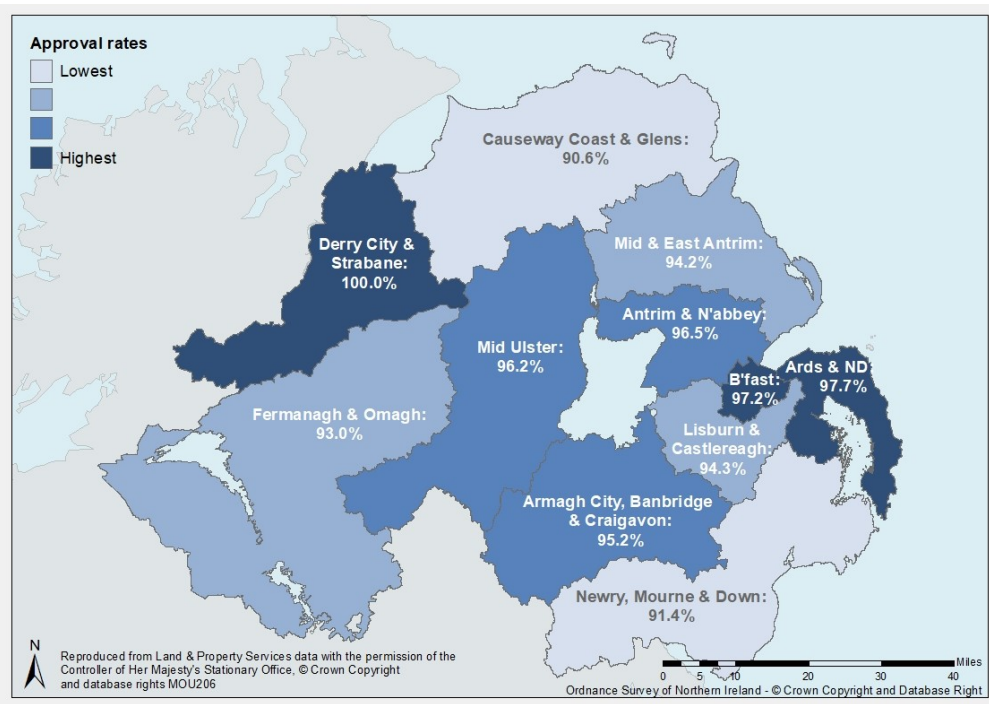 Approval rates
Lowest
Highest
Causeway Coast & Glens:
90.6%
Derry City &
Strabane:
100.0%
Mid & East Antrim:
94.2%
Antrim & N'abbey:
96.5%
Mid Ulster:
96.2%
B'fast:
97.2%
Ards & ND
97.7%
Fermanagh & Omagh:
93.0%
Lisburn &
Castlereagh:
94.3%
Armagh City, Banbridge
& Craigavon:
95.2%
Newry, Mourne & Down:
91.4%
N
Reproduced from Land & Property Services data with the permission of the
Controller of Her Majesty's Stationary Office, © Crown Copyright
and database rights MOU206
Miles
0 5 10 20 30 40
Ordnance Survey of Northern Ireland - © Crown Copyright and Database Right